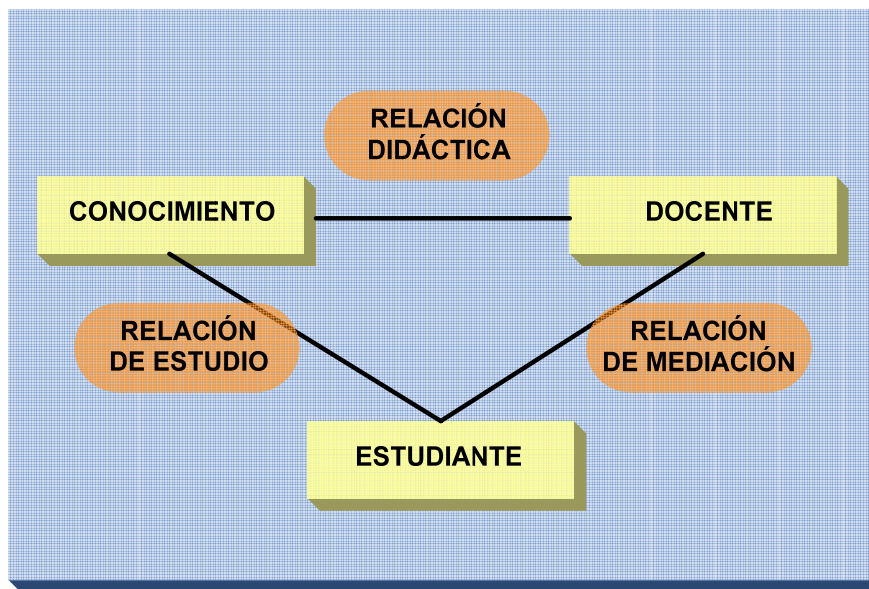 RELACIÓN
DIDÁCTICA
CONOCIMIENTO
DOCENTE
RELACIÓN
DE ESTUDIO
RELACIÓN
DE MEDIACIÓN
ESTUDIANTE